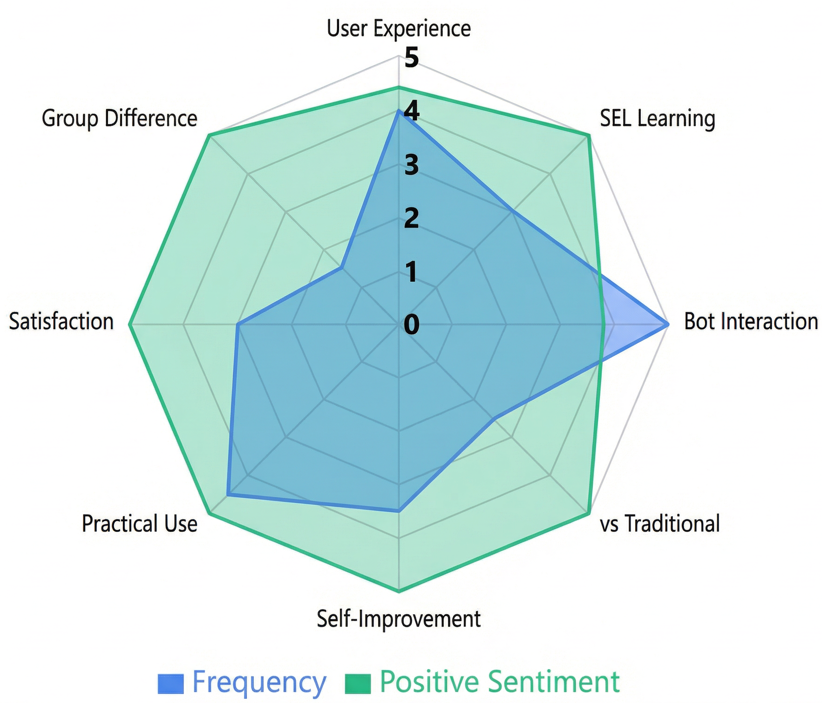 User Experience
5
Group Difference
SEL Learning
4
3
2
1
Satisfaction
0
Bot Interaction
Practical Use
vs Traditional
Self-Improvement
Frequency
Positive Sentiment